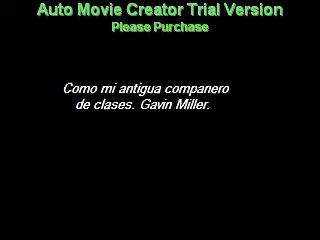 Auto Movie Creator Trial Version
Please Purchase
Como mi antigua companero
de clases. Gavin Miller.